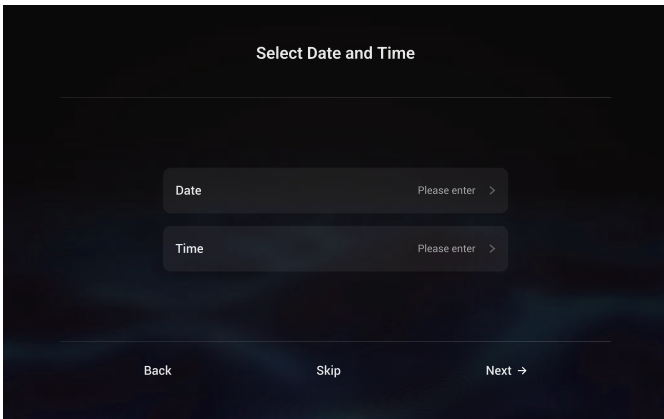 Select Date and Time
Date Please enter >
Time Please enter >
Back Skip Next →